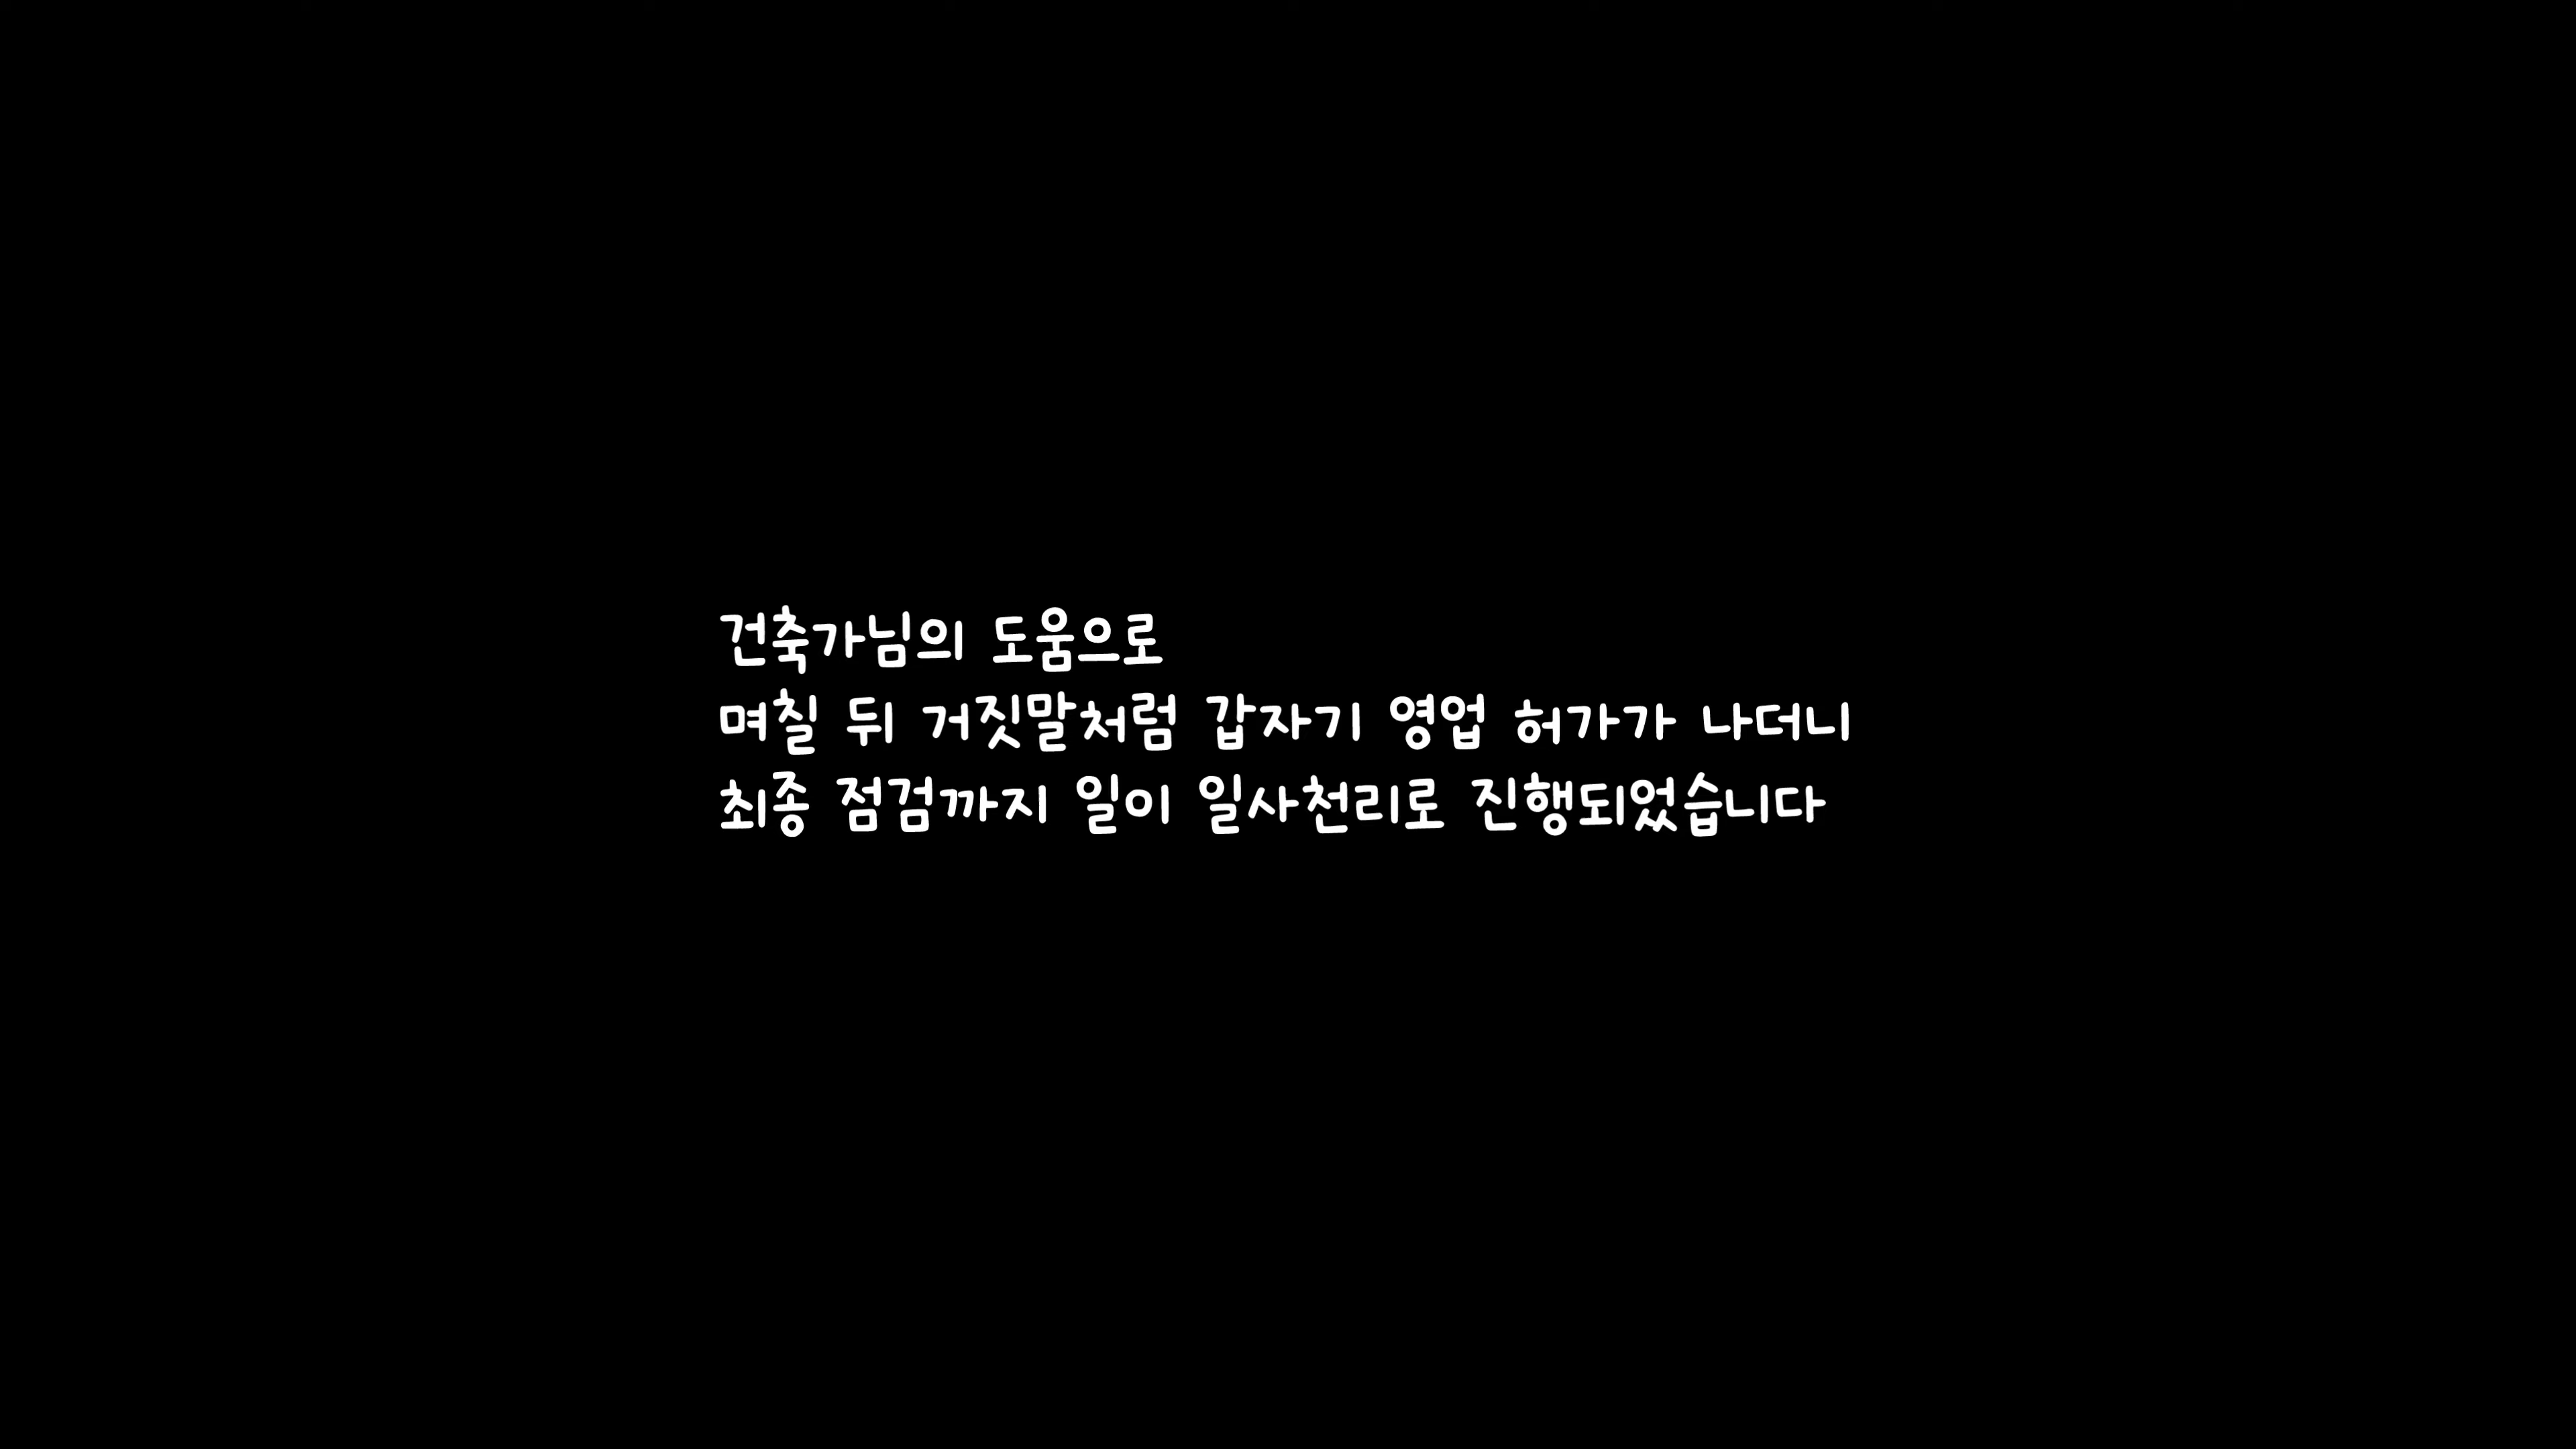 건축가님의 도움으로
며칠 뒤 거짓말처럼 갑자기 영업 허가가 나더니
최종 점검까지 일이 일사천리로 진행되었습니다